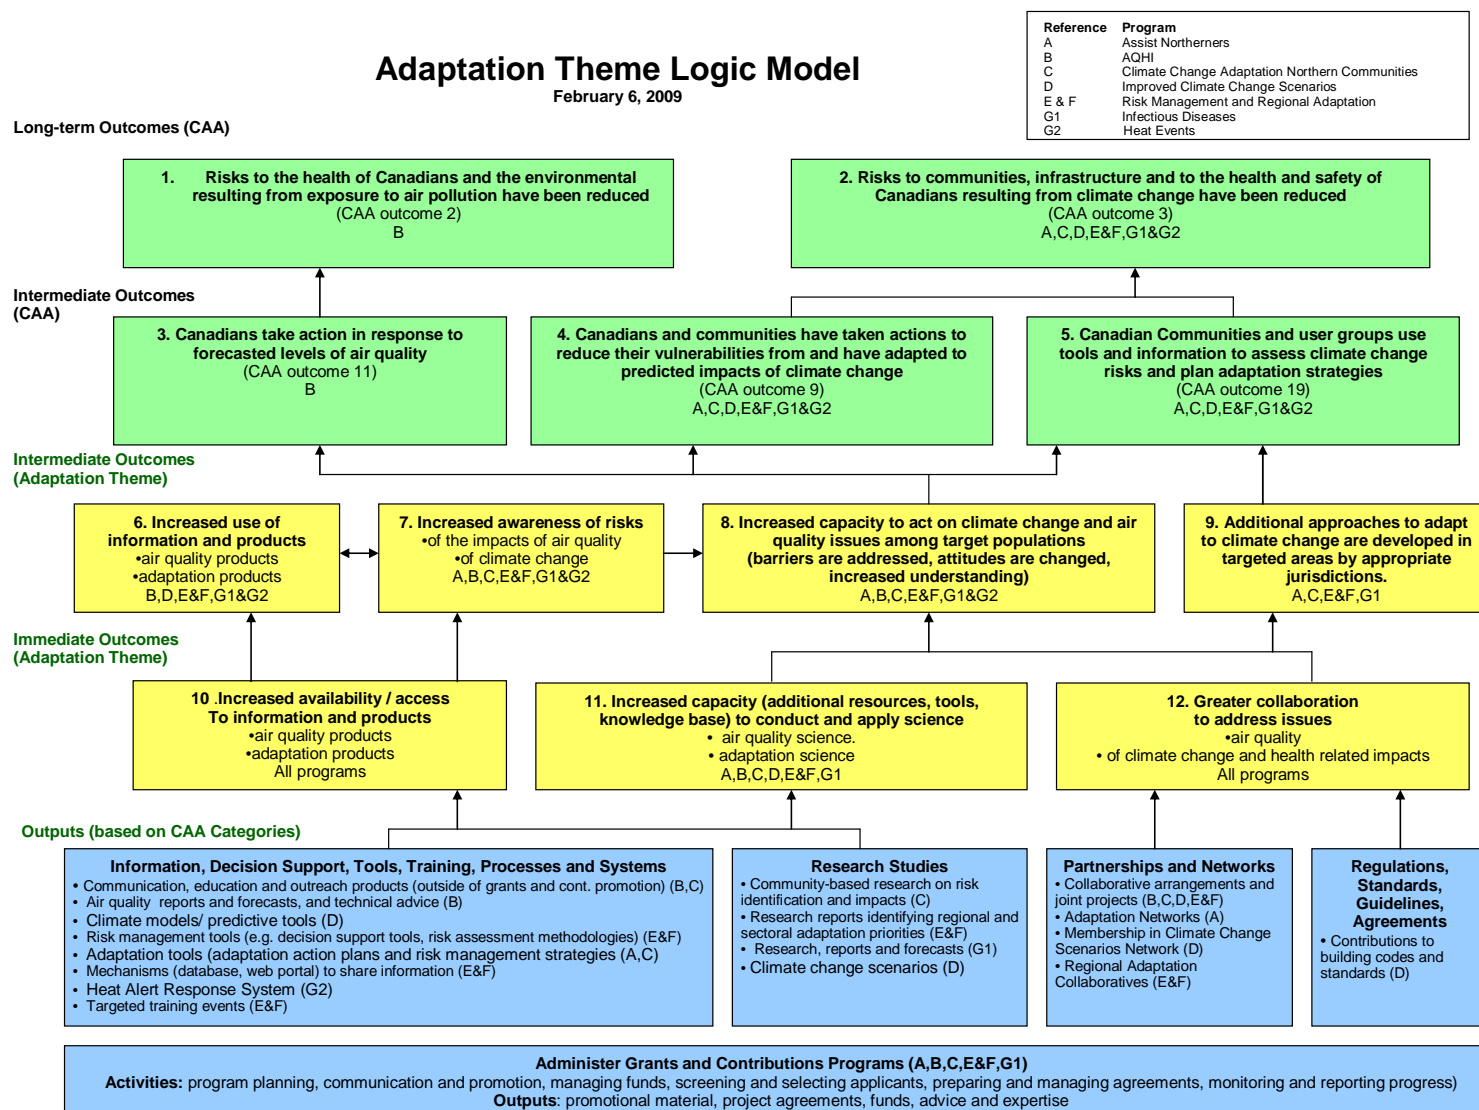 Reference Program
A Assist Northerners
B AQHI
C Climate Change Adaptation Northern Communities
D Improved Climate Change Scenarios
E & F Risk Management and Regional Adaptation
G1 Infectious Diseases
G2 Heat Events
Adaptation Theme Logic Model
February 6, 2009
Long-term Outcomes (CAA)
1. Risks to the health of Canadians and the environmental
resulting from exposure to air pollution have been reduced
(CAA outcome 2)
B
2. Risks to communities, infrastructure and to the health and safety of
Canadians resulting from climate change have been reduced
(CAA outcome 3)
A,C,D,E&F,G1&G2
Intermediate Outcomes
(CAA)
3. Canadians take action in response to
forecasted levels of air quality
(CAA outcome 11)
B
4. Canadians and communities have taken actions to
reduce their vulnerabilities from and have adapted to
predicted impacts of climate change
(CAA outcome 9)
A,C,D,E&F,G1&G2
5. Canadian Communities and user groups use
tools and information to assess climate change
risks and plan adaptation strategies
(CAA outcome 19)
A,C,D,E&F,G1&G2
Intermediate Outcomes
(Adaptation Theme)
6. Increased use of
information and products
•air quality products
•adaptation products
B,D,E&F,G1&G2
7. Increased awareness of risks
•of the impacts of air quality
•of climate change
A,B,C,E&F,G1&G2
8. Increased capacity to act on climate change and air
quality issues among target populations
(barriers are addressed, attitudes are changed,
increased understanding)
A,B,C,E&F,G1&G2
9. Additional approaches to adapt
to climate change are developed in
targeted areas by appropriate
jurisdictions.
A,C,E&F,G1
Immediate Outcomes
(Adaptation Theme)
10 .Increased availability / access
To information and products
•air quality products
•adaptation products
All programs
11. Increased capacity (additional resources, tools,
knowledge base) to conduct and apply science
• air quality science.
• adaptation science
A,B,C,D,E&F,G1
12. Greater collaboration
to address issues
•air quality
• of climate change and health related impacts
All programs
Outputs (based on CAA Categories)
Information, Decision Support, Tools, Training, Processes and Systems
• Communication, education and outreach products (outside of grants and cont. promotion) (B,C)
• Air quality reports and forecasts, and technical advice (B)
• Climate models/ predictive tools (D)
• Risk management tools (e.g. decision support tools, risk assessment methodologies) (E&F)
• Adaptation tools (adaptation action plans and risk management strategies (A,C)
• Mechanisms (database, web portal) to share information (E&F)
• Heat Alert Response System (G2)
• Targeted training events (E&F)
Research Studies
• Community-based research on risk
identification and impacts (C)
• Research reports identifying regional and
sectoral adaptation priorities (E&F)
• Research, reports and forecasts (G1)
• Climate change scenarios (D)
Partnerships and Networks
• Collaborative arrangements and
joint projects (B,C,D,E&F)
• Adaptation Networks (A)
• Membership in Climate Change
Scenarios Network (D)
• Regional Adaptation
Collaboratives (E&F)
Regulations,
Standards,
Guidelines,
Agreements
• Contributions to
building codes and
standards (D)
Administer Grants and Contributions Programs (A,B,C,E&F,G1)
Activities: program planning, communication and promotion, managing funds, screening and selecting applicants, preparing and managing agreements, monitoring and reporting progress)
Outputs: promotional material, project agreements, funds, advice and expertise